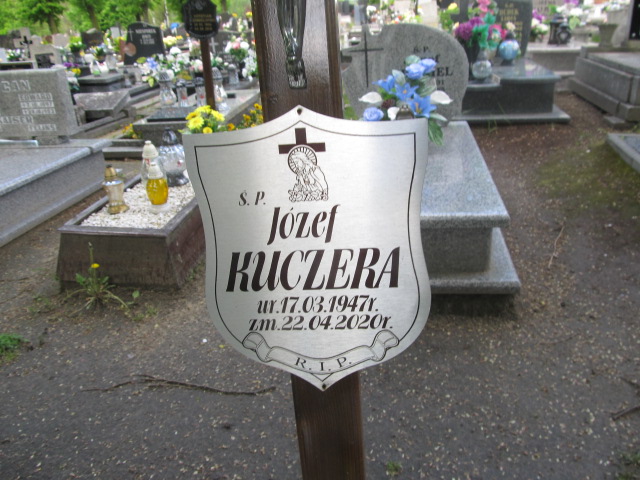 Ś. P.
Józef
KUCZERA
ur.17.03.1947r.
zm.22.04.2020r.
R.I.P.